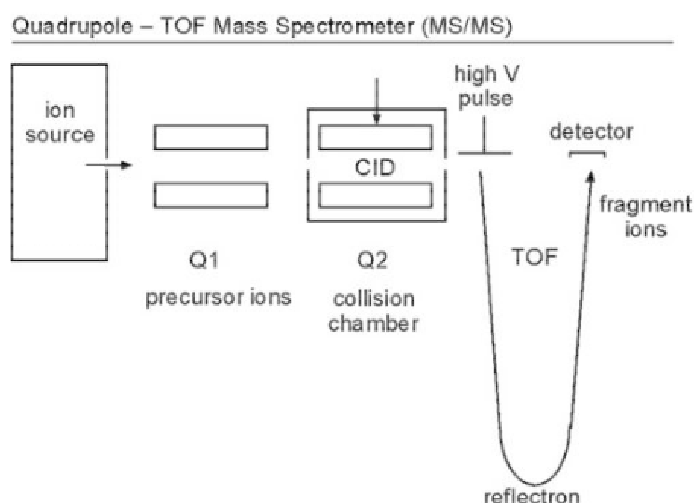 Quadrupole – TOF Mass Spectrometer (MS/MS)
ion
source
high V
pulse
detector
CID
fragment
ions
TOF
Q1
precursor ions
Q2
collision
chamber
reflectron